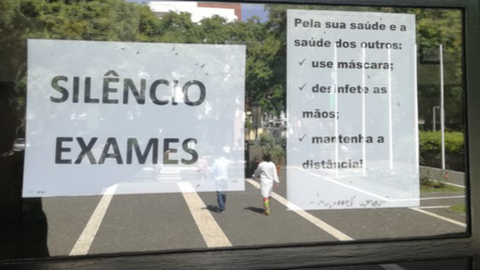 SILÊNCIO
EXAMES
Pela sua saúde e a
saúde dos outros:
✓ use máscara;
✓ desinfete as
mãos;
✓ mantenha a
distância!